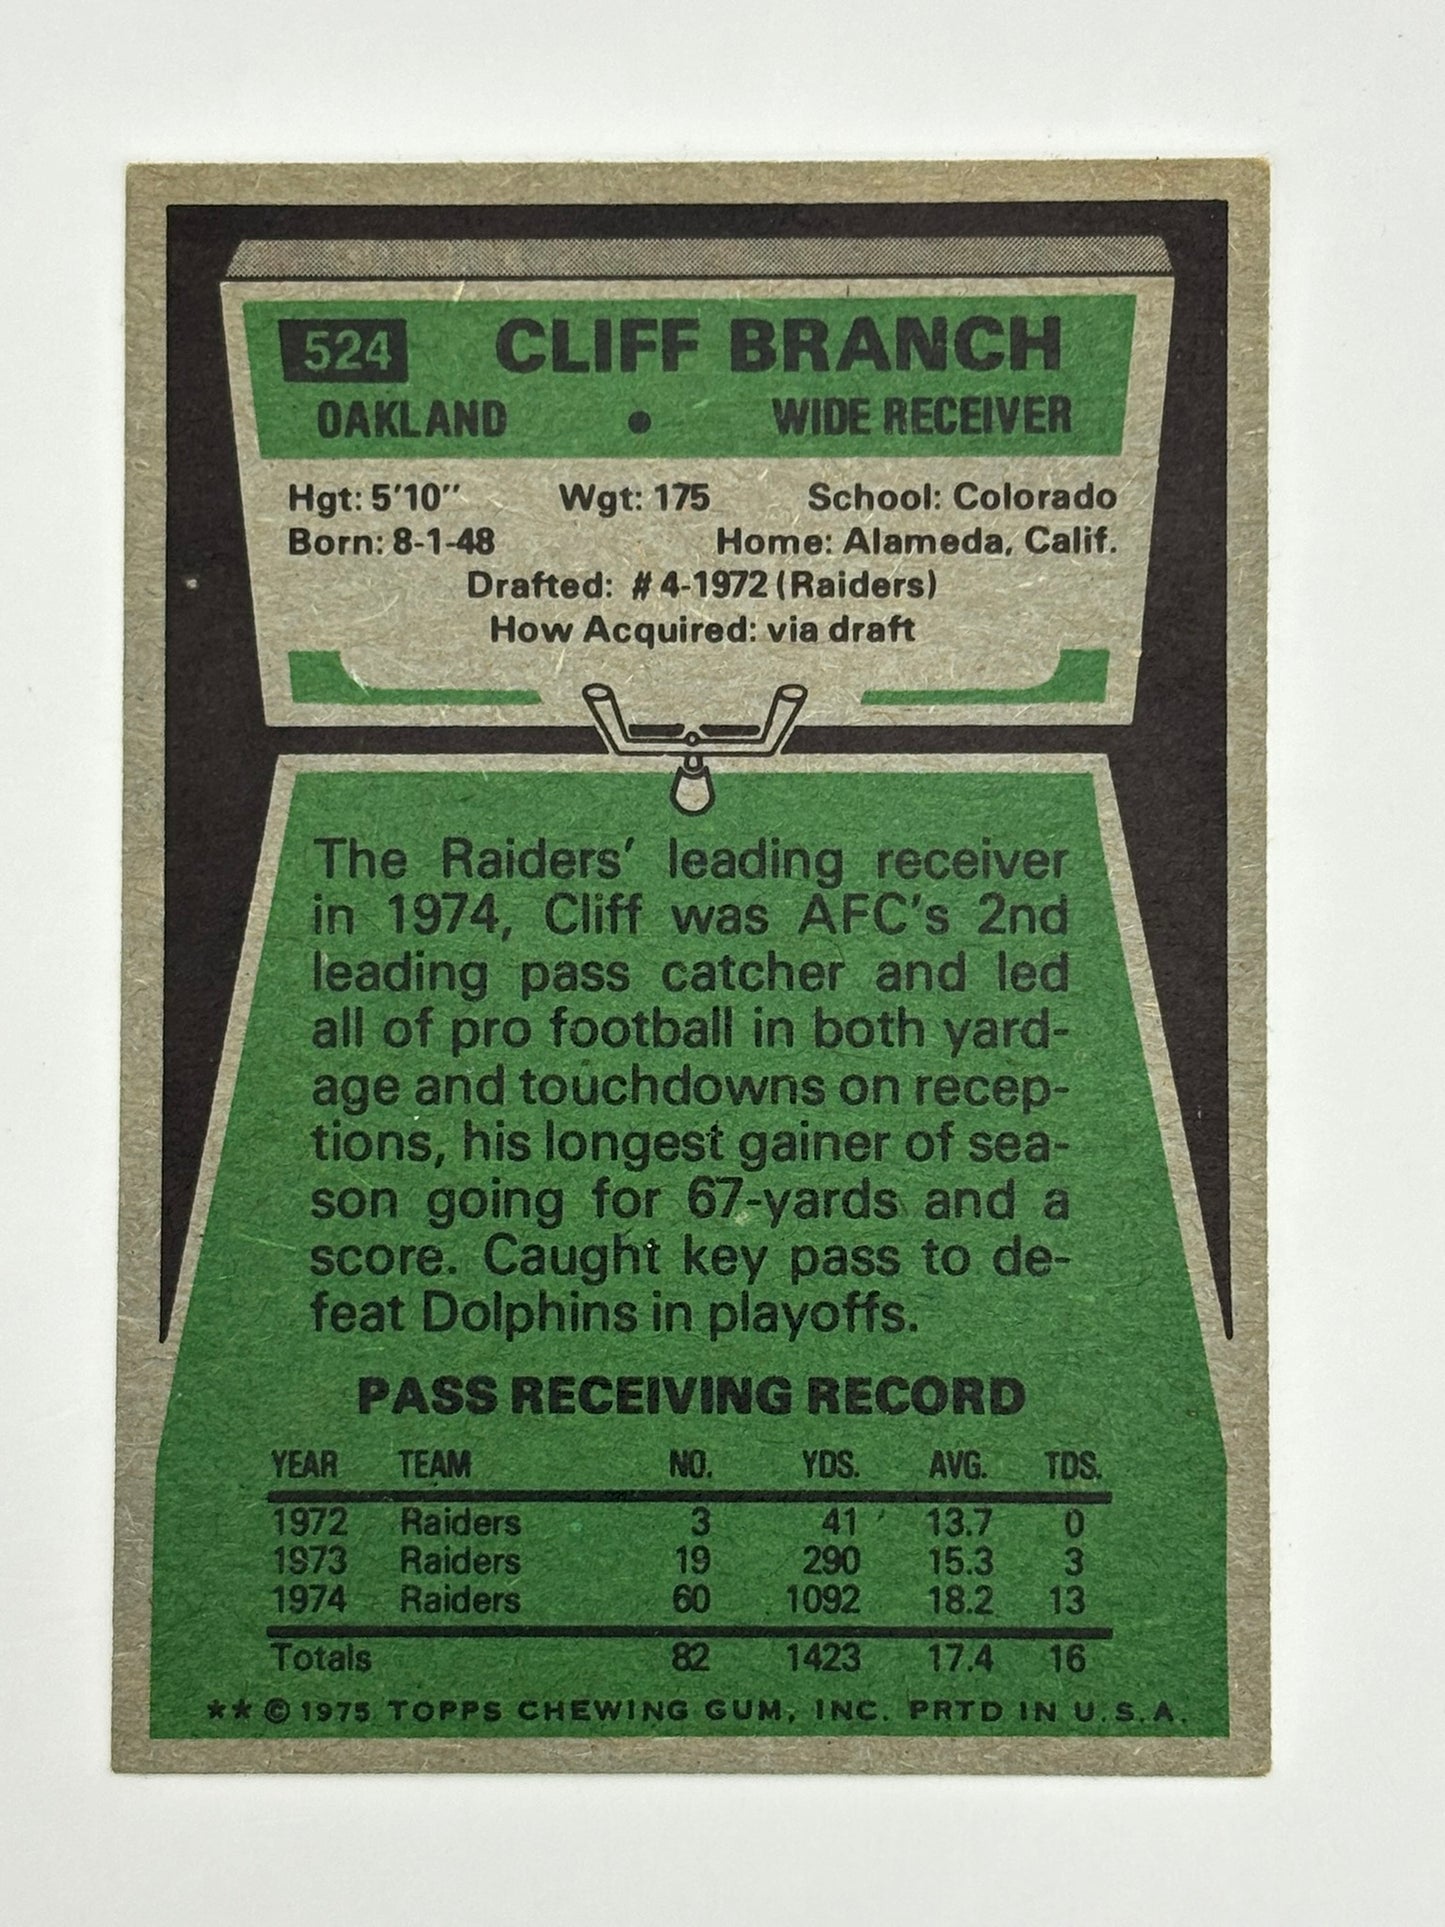 524 CLIFF BRANCH
OAKLAND • WIDE RECEIVER
Hgt: 5'10" Wgt: 175 School: Colorado
Born: 8-1-48 Home: Alameda, Calif.
Drafted: #4-1972 (Raiders)
How Acquired: via draft
The Raiders' leading receiver
in 1974, Cliff was AFC's 2nd
leading pass catcher and led
all of pro football in both yard-
age and touchdowns on recep-
tions, his longest gainer of sea-
son going for 67-yards and a
score. Caught key pass to de-
feat Dolphins in playoffs.
PASS RECEIVING RECORD
YEAR TEAM NO. YDS. AVG. TDS.
1972 Raiders 3 41 13.7 0
1973 Raiders 19 290 15.3 3
1974 Raiders 60 1092 18.2 13
Totals 82 1423 17.4 16
** © 1975 TOPPS CHEWING GUM, INC. PRTD IN U.S.A.